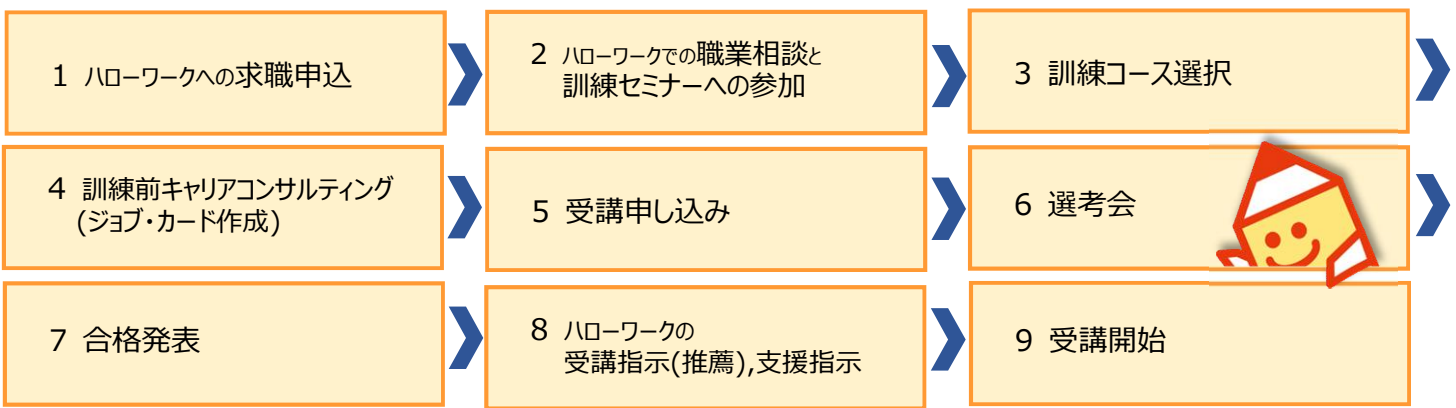 1 ハローワークへの求職申込
2 ハローワークでの職業相談と
訓練セミナーへの参加
3 訓練コース選択
4 訓練前キャリアコンサルティング
(ジョブ・カード作成)
5 受講申し込み
6 選考会
7 合格発表
8 ハローワークの
受講指示(推薦),支援指示
9 受講開始